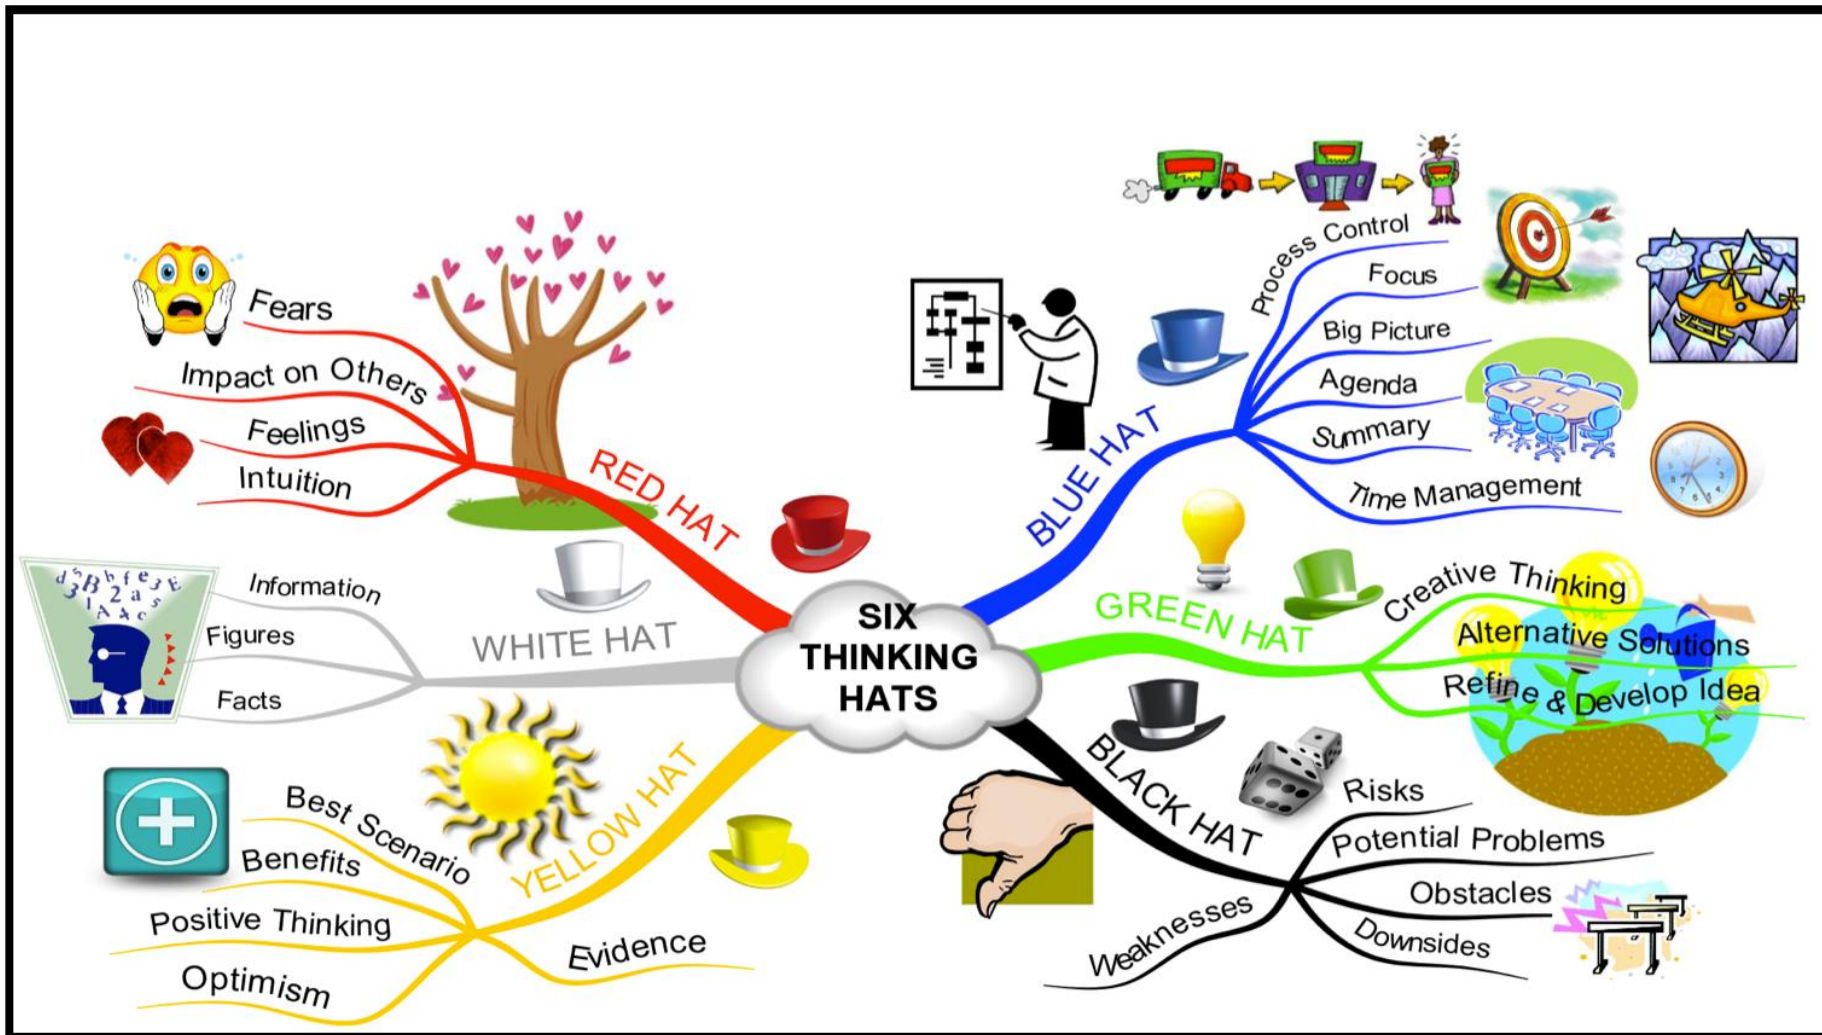 SIX
THINKING
HATS
RED HAT
Fears
Impact on Others
Feelings
Intuition
WHITE HAT
Information
Figures
Facts
YELLOW HAT
Best Scenario
Benefits
Positive Thinking
Optimism
Evidence
BLUE HAT
Process Control
Focus
Big Picture
Agenda
Summary
Time Management
GREEN HAT
Creative Thinking
Alternative Solutions
Refine & Develop Idea
BLACK HAT
Risks
Potential Problems
Obstacles
Downsides
Weaknesses